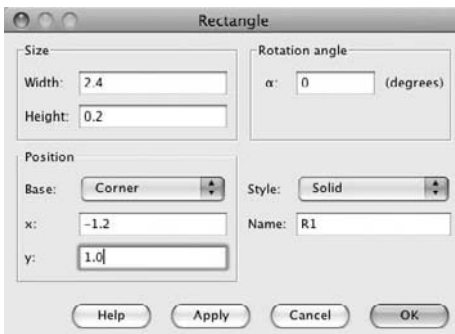 Rectangle
Size
Width: 2.4
Height: 0.2
Rotation angle
α: 0 (degrees)
Position
Base: Corner
x: -1.2
y: 1.0
Style: Solid
Name: R1
Help Apply Cancel OK